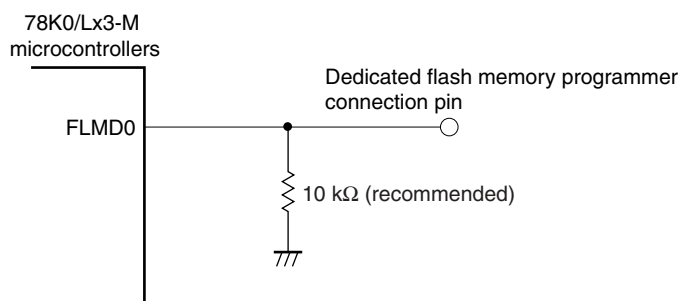 78K0/Lx3-M
microcontrollers
Dedicated flash memory programmer
connection pin
FLMD0
10 kΩ (recommended)